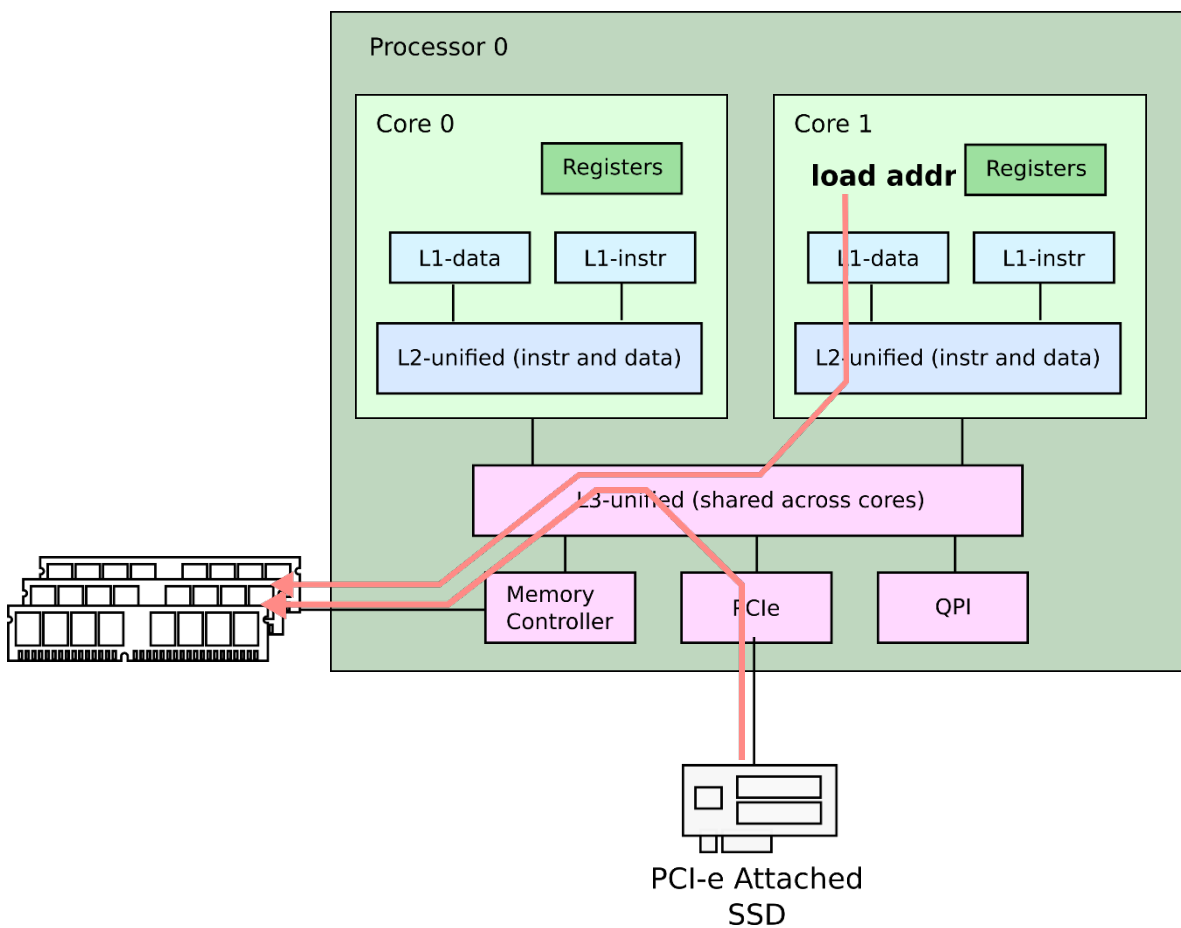 Processor 0
Core 0
Registers
L1-data
L1-instr
L2-unified (instr and data)
Core 1
load addr
Registers
L1-data
L1-instr
L2-unified (instr and data)
L3-unified (shared across cores)
Memory
Controller
PCIe
QPI
PCI-e Attached
SSD